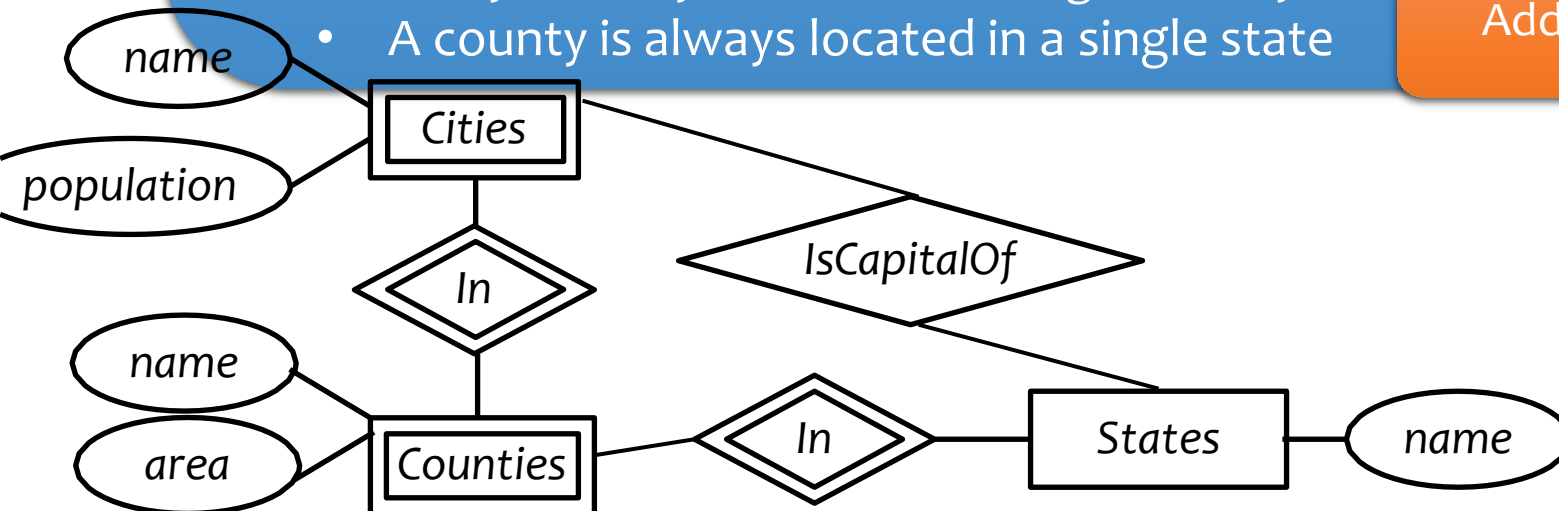 • A county is always located in a single state
Add
name
Cities
population
IsCapitalOf
In
name
In
States
name
area
Counties